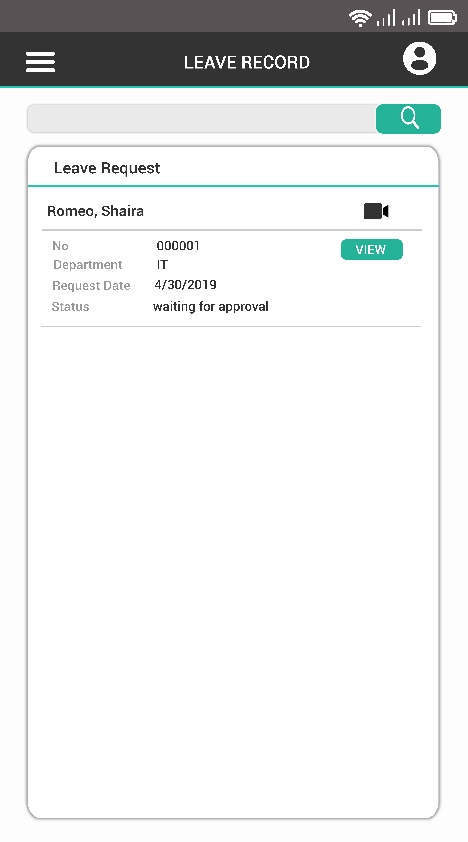 LEAVE RECORD
Leave Request
Romeo, Shaira
No 000001 VIEW
Department IT
Request Date 4/30/2019
Status waiting for approval